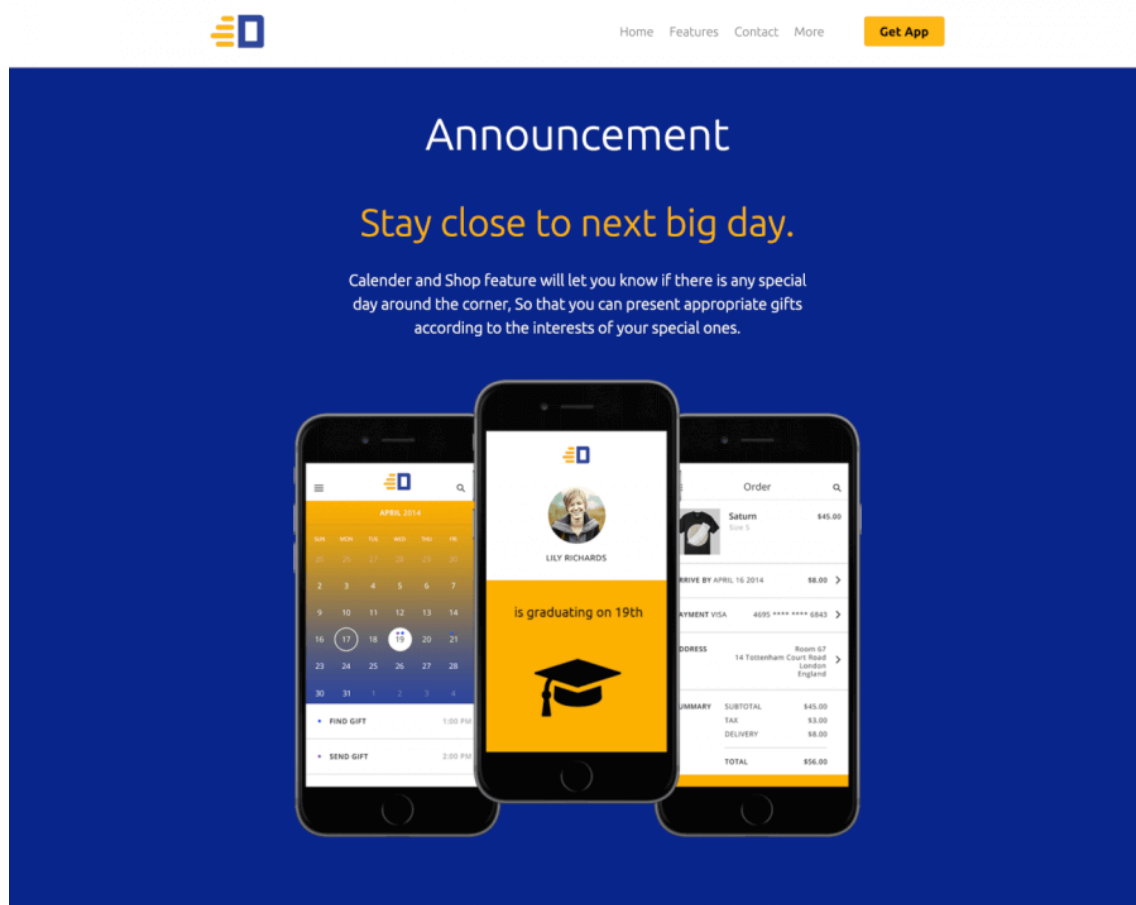 Home Features Contact More Get App
Announcement
Stay close to next big day.
Calender and Shop feature will let you know if there is any special
day around the corner, So that you can present appropriate gifts
according to the interests of your special ones.
D
APRIL 2014
SUN MON TUE WED THU FRI
25 26 27 28 29 30
2 3 4 5 6 7
9 10 11 12 13 14
16 17 18 19 20 21
23 24 25 26 27 28
30 31 1 2 3 4
FIND GIFT 1:00 PM
SEND GIFT 2:00 PM
D
LILY RICHARDS
is graduating on 19th
Order
Saturn $45.00
Size S
RRIVE BY APRIL 16 2014 $8.00
AYMENT VISA 4695 **** **** 6843
DDRESS Room 67
14 Tottenham Court Road
London
England
UMMARY SUBTOTAL $45.00
TAX $3.00
DELIVERY $8.00
TOTAL $56.00